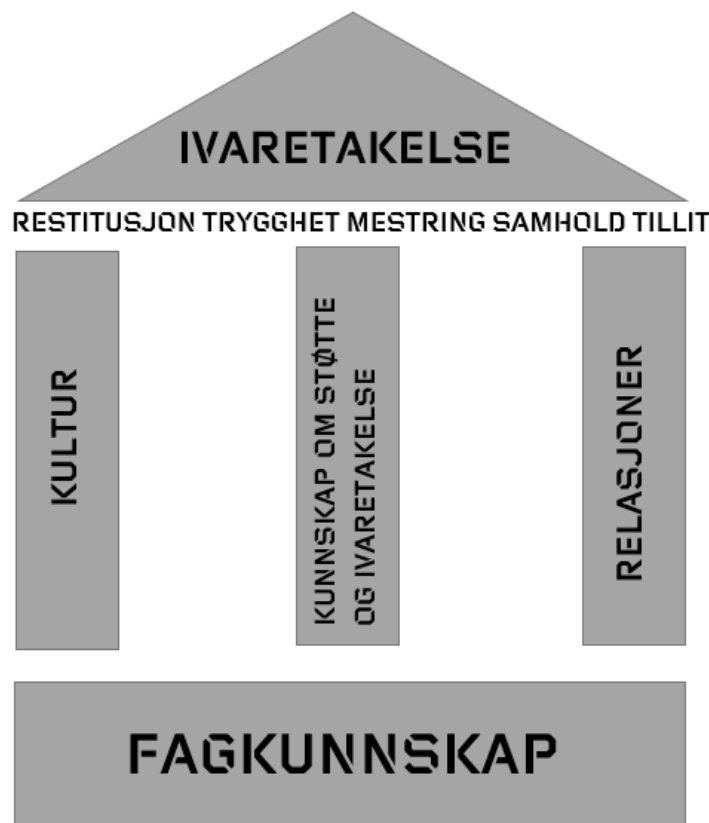 IVARETAKELSE
RESTITUSJON TRYGGHET MESTRING SAMHOLD TILLIT
KULTUR
KUNNSKAP OM STØTTE
OG IVARETAKELSE
RELASJONER
FAGKUNNSKAP